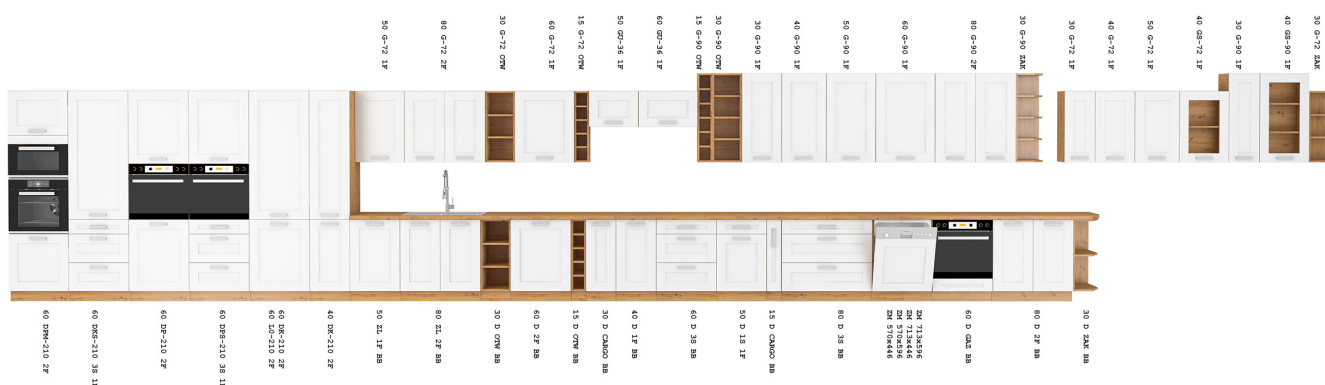 50 G-72 1F
80 G-72 2F
30 G-72 OTW
60 G-72 1F
15 G-72 OTW
50 GU-36 1F
60 GU-36 1F
15 G-90 OTW
30 G-90 OTW
30 G-90 1F
40 G-90 1F
50 G-90 1F
60 G-90 1F
80 G-90 2F
30 G-90 ZAK
30 G-72 1F
40 G-72 1F
50 G-72 1F
40 GS-72 1F
30 G-90 1F
40 GS-90 1F
30 G-72 ZAK
60 DPM-210 2F
60 DKS-210 3S 1F
60 DP-210 2F
60 DPS-210 3S 1F
60 DK-210 2F
60 LO-210 2F
40 DK-210 2F
50 ZL 1F BB
80 ZL 2F BB
30 D OTW BB
60 D 2F BB
15 D OTW BB
30 D CARGO BB
40 D 1F BB
60 D 3S BB
50 D 1S 1F
15 D CARGO BB
80 D 3S BB
ZM 713x596
ZM 713x446
ZM 570x596
ZM 570x446
60 D GAZ BB
80 D 2F BB
30 D ZAK BB